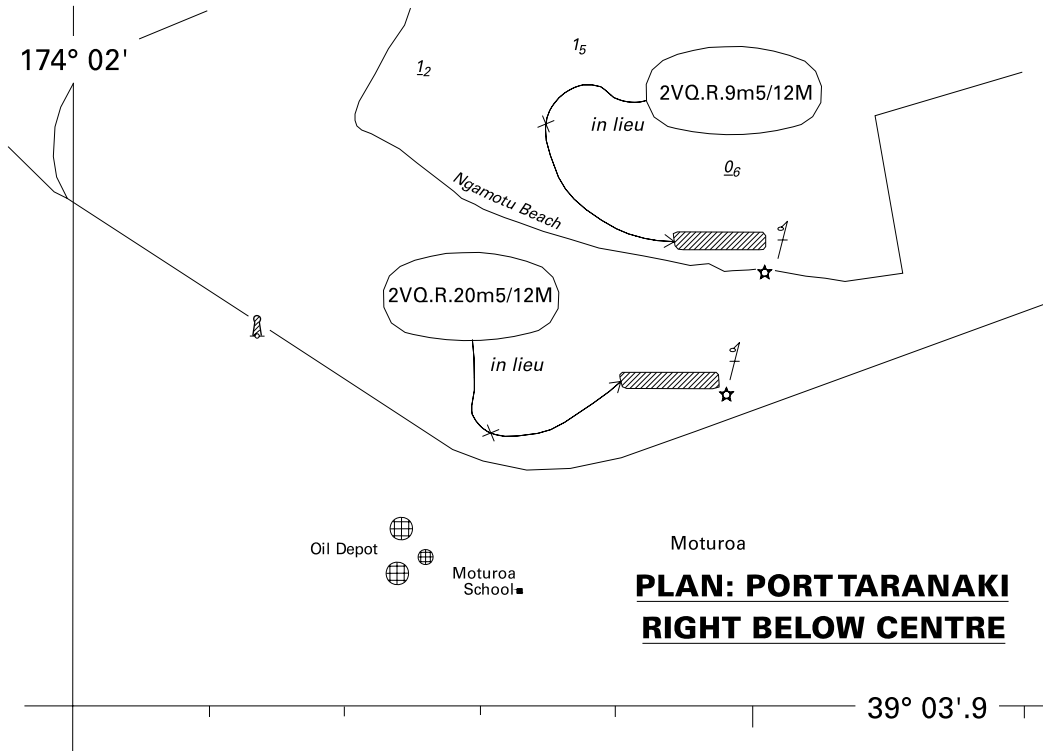 174° 02'
1₂
1₅
2VQ.R.9m5/12M
in lieu
0₆
Ngamotu Beach
2VQ.R.20m5/12M
in lieu
Oil Depot
Moturoa
School
Moturoa
PLAN: PORT TARANAKI
RIGHT BELOW CENTRE
39° 03'.9